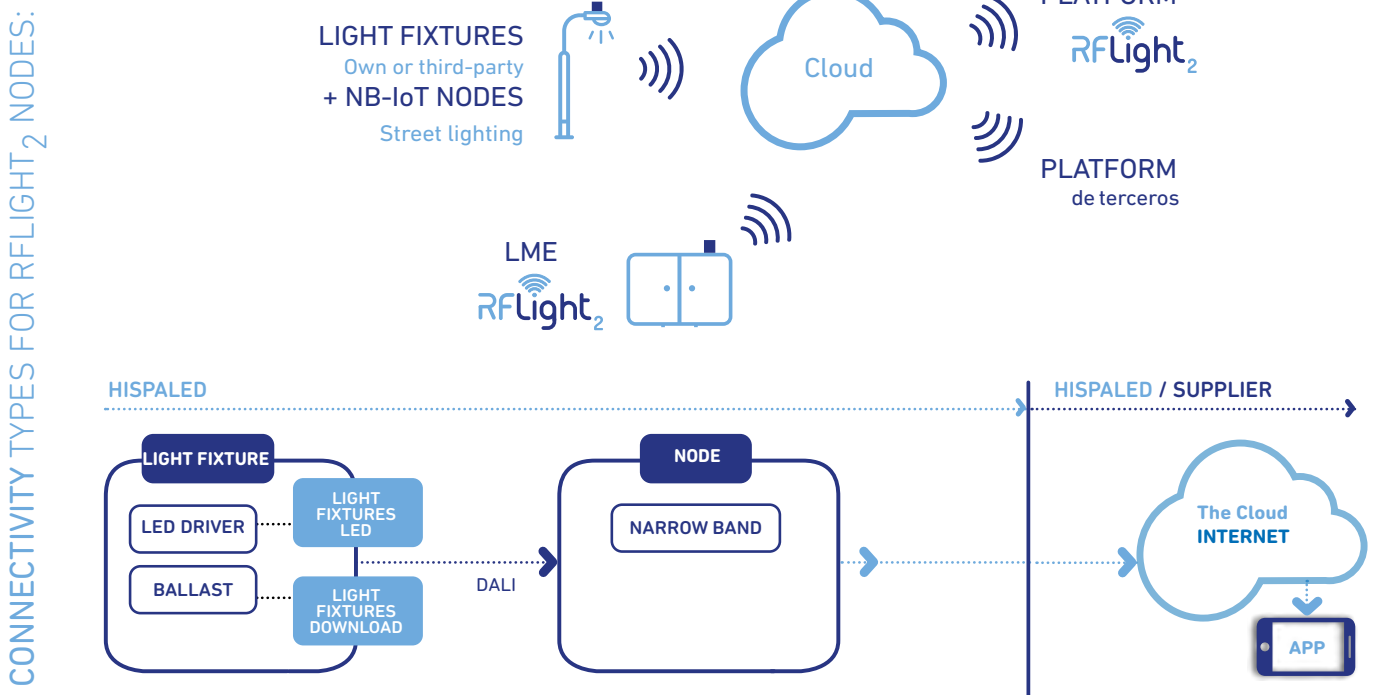 CONNECTIVITY TYPES FOR RFLIGHT2 NODES:
LIGHT FIXTURES
Own or third-party
+ NB-IoT NODES
Street lighting
Cloud
PLATFORM
RFLight2
PLATFORM
de terceros
LME
RFLight2
HISPALED
HISPALED / SUPPLIER
LIGHT FIXTURE
LED DRIVER
BALLAST
LIGHT
FIXTURES
LED
LIGHT
FIXTURES
DOWNLOAD
DALI
NODE
NARROW BAND
The Cloud
INTERNET
APP